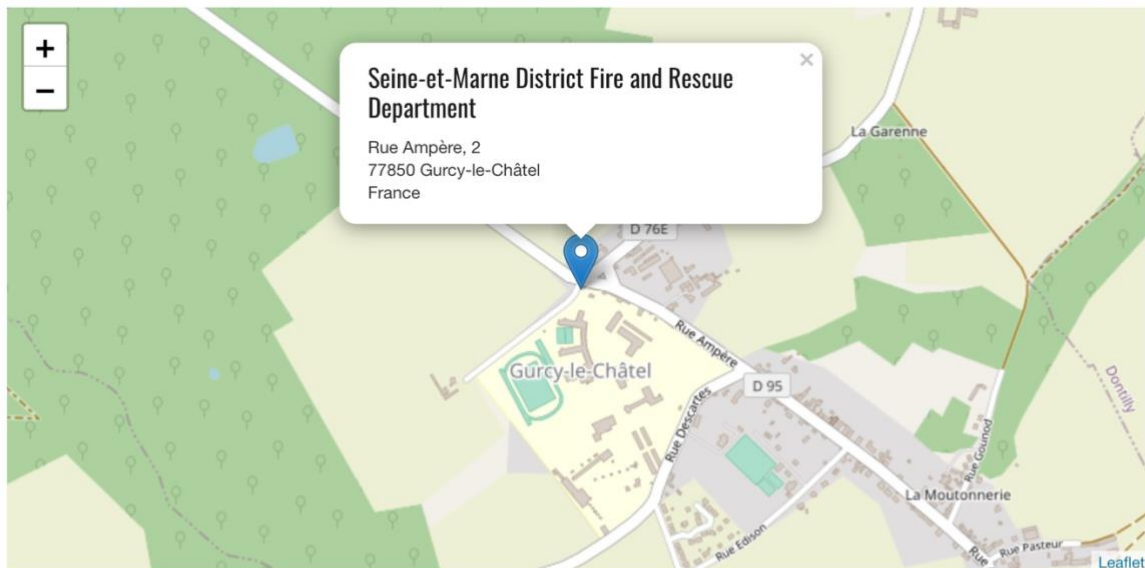 +
−
×
Seine-et-Marne District Fire and Rescue
Department
Rue Ampère, 2
77850 Gurcy-le-Châtel
France
La Garenne
D 76E
Rue Ampère
Gurcy-le-Châtel
D 95
Dontilly
Rue Descartes
Rue Gounod
La Moutonnerie
Rue Edison
Rue
Rue Pasteur
Leaflet